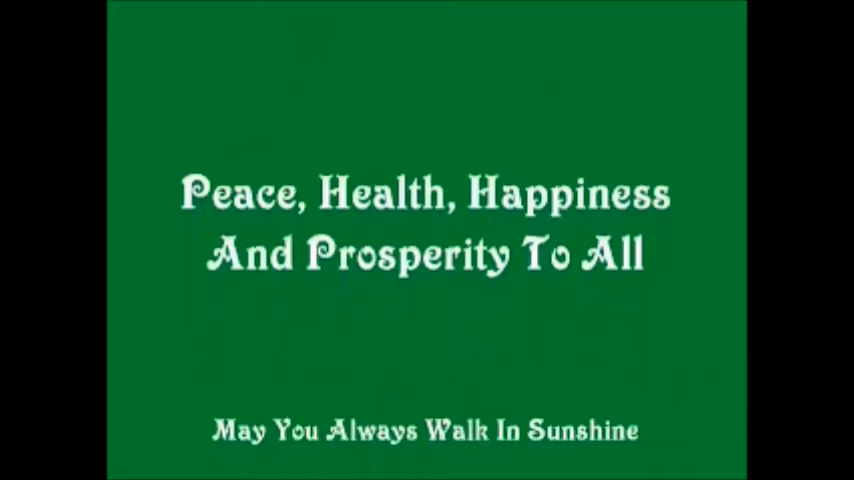 Peace, Health, Happiness
And Prosperity To All
May You Always Walk In Sunshine